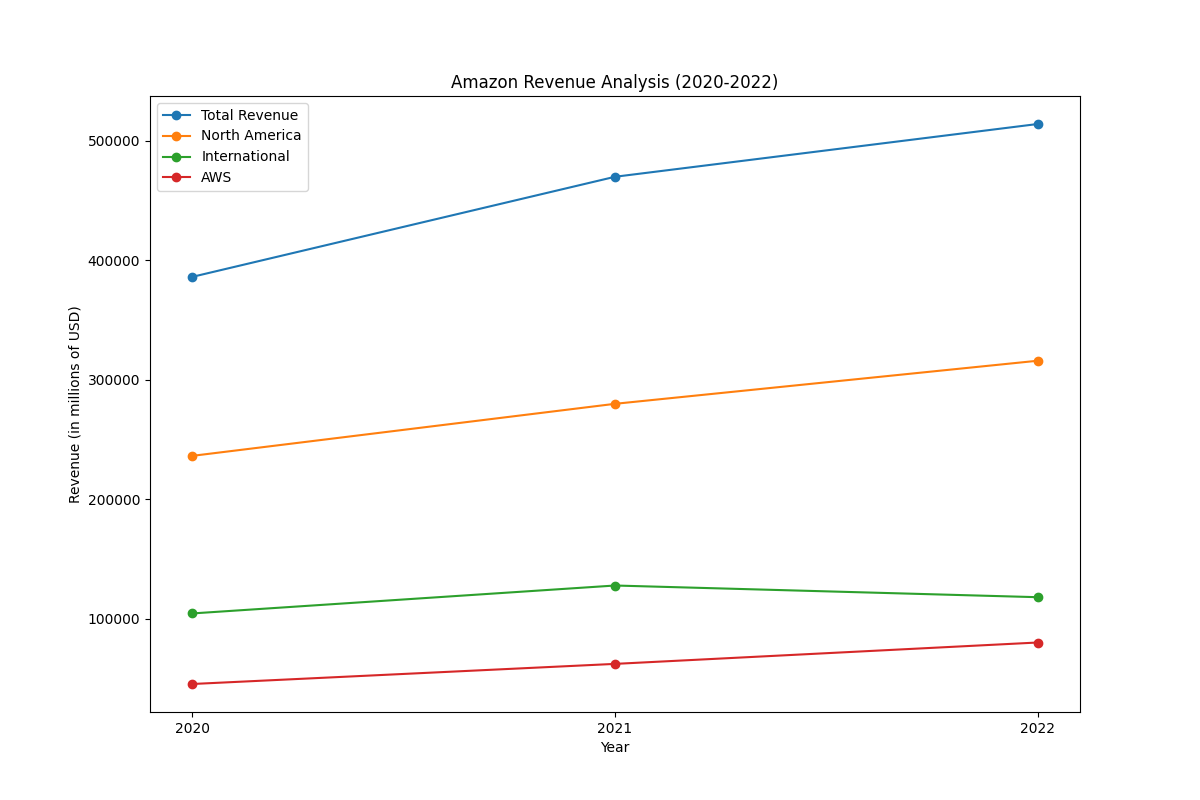 Amazon Revenue Analysis (2020-2022)
Total Revenue
North America
International
AWS
500000
400000
300000
200000
100000
Revenue (in millions of USD)
2020 2021 2022
Year